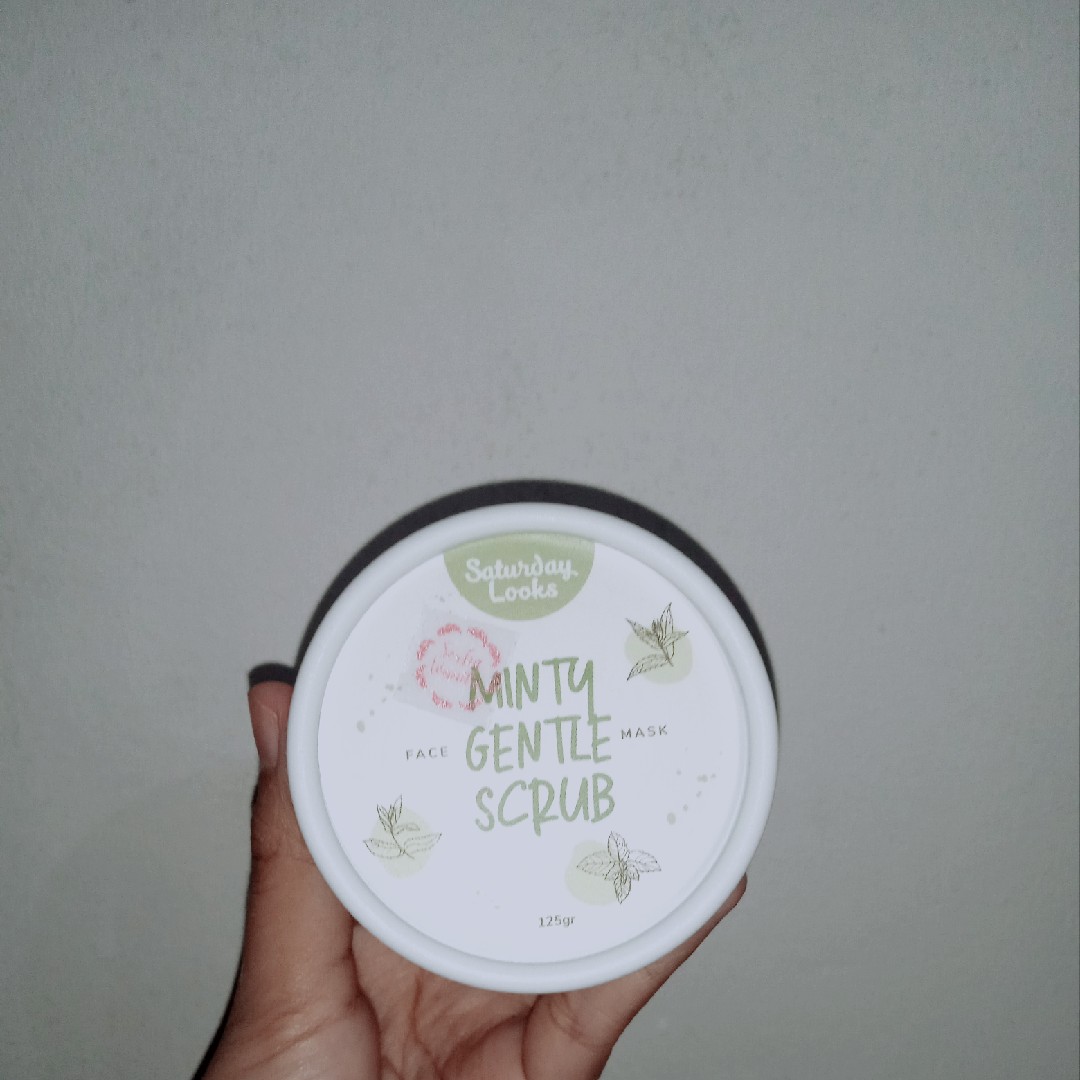 Saturday
Looks
MINTY
FACE GENTLE MASK
SCRUB
125gr